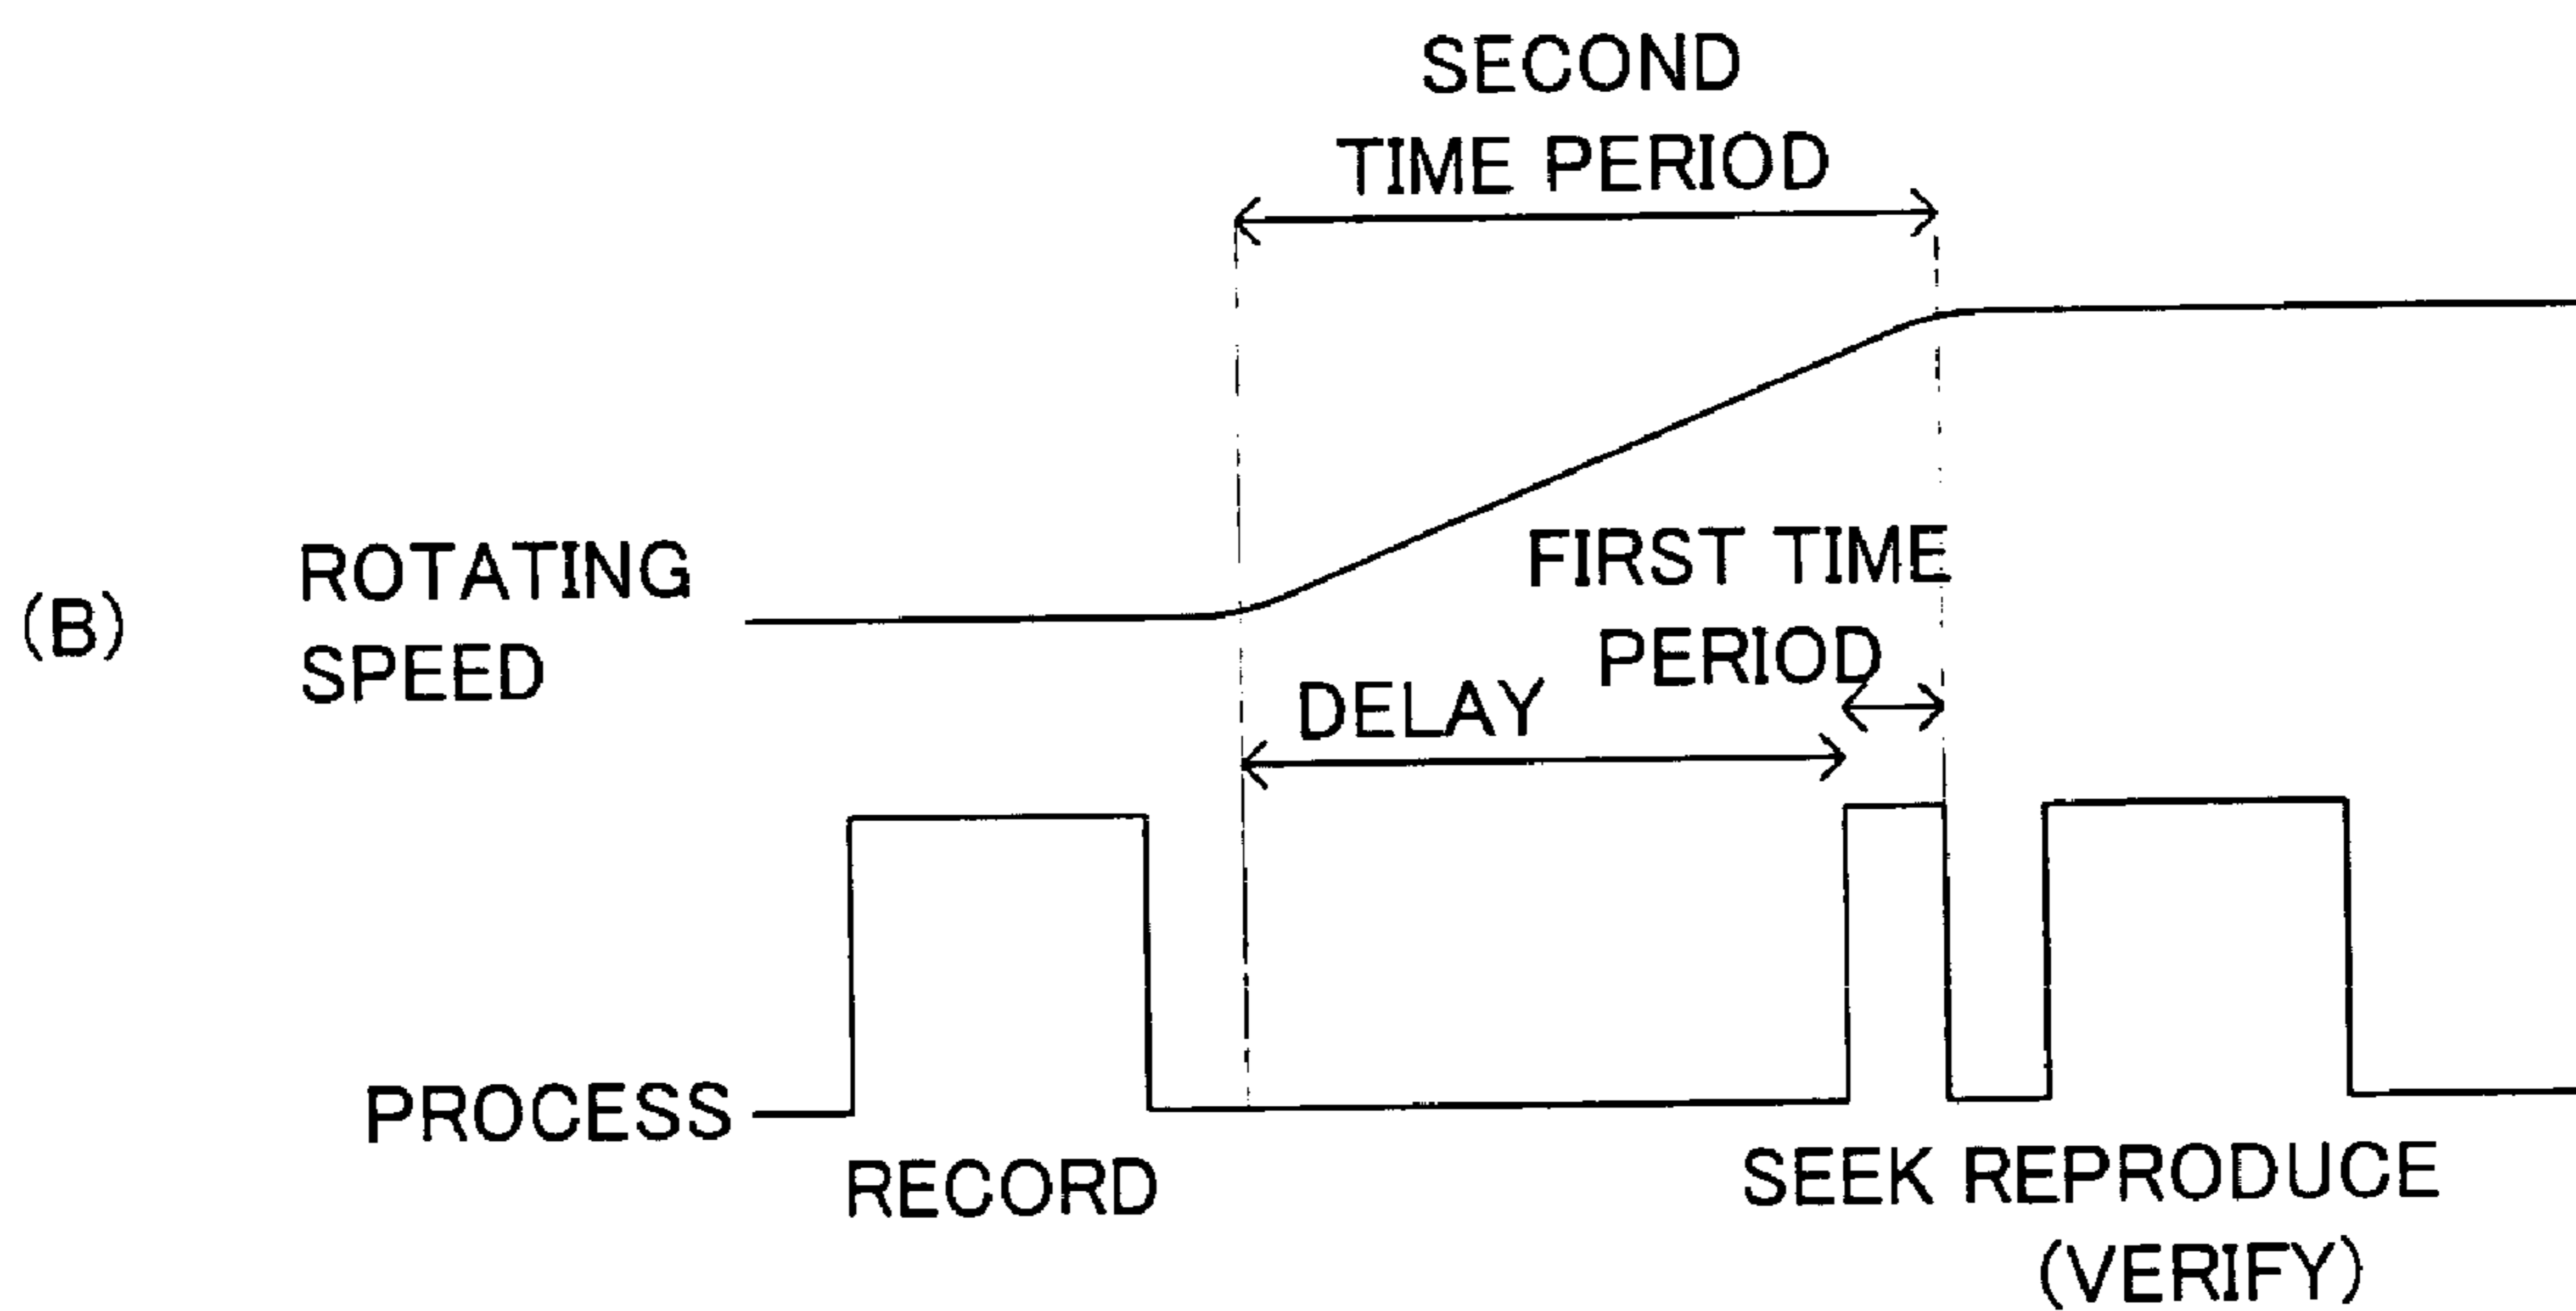 SECOND
TIME PERIOD
(B)
ROTATING
SPEED
FIRST TIME
PERIOD
DELAY
PROCESS
RECORD
SEEK REPRODUCE
(VERIFY)